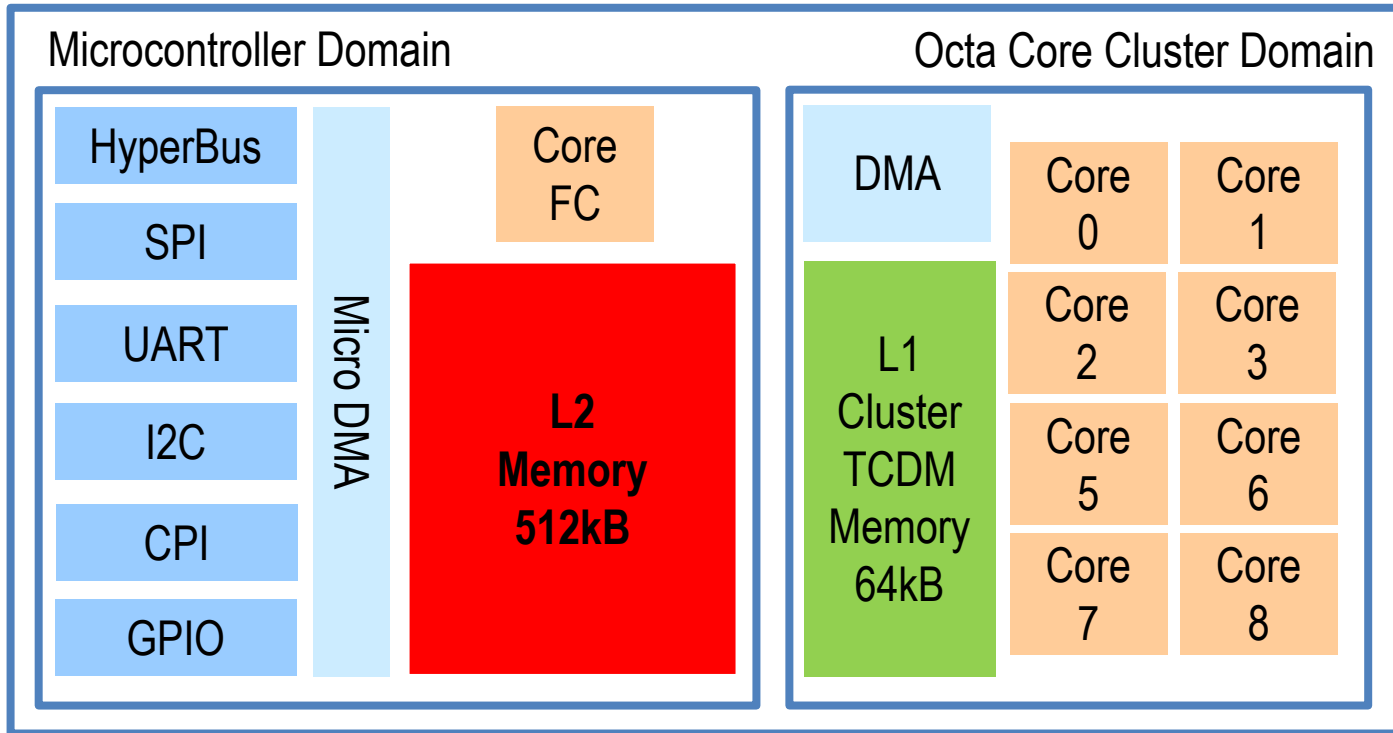 Microcontroller Domain
Octa Core Cluster Domain
HyperBus
SPI
UART
I2C
CPI
GPIO
Micro DMA
Core
FC
L2
Memory
512kB
DMA
L1
Cluster
TCDM
Memory
64kB
Core
0
Core
1
Core
2
Core
3
Core
5
Core
6
Core
7
Core
8